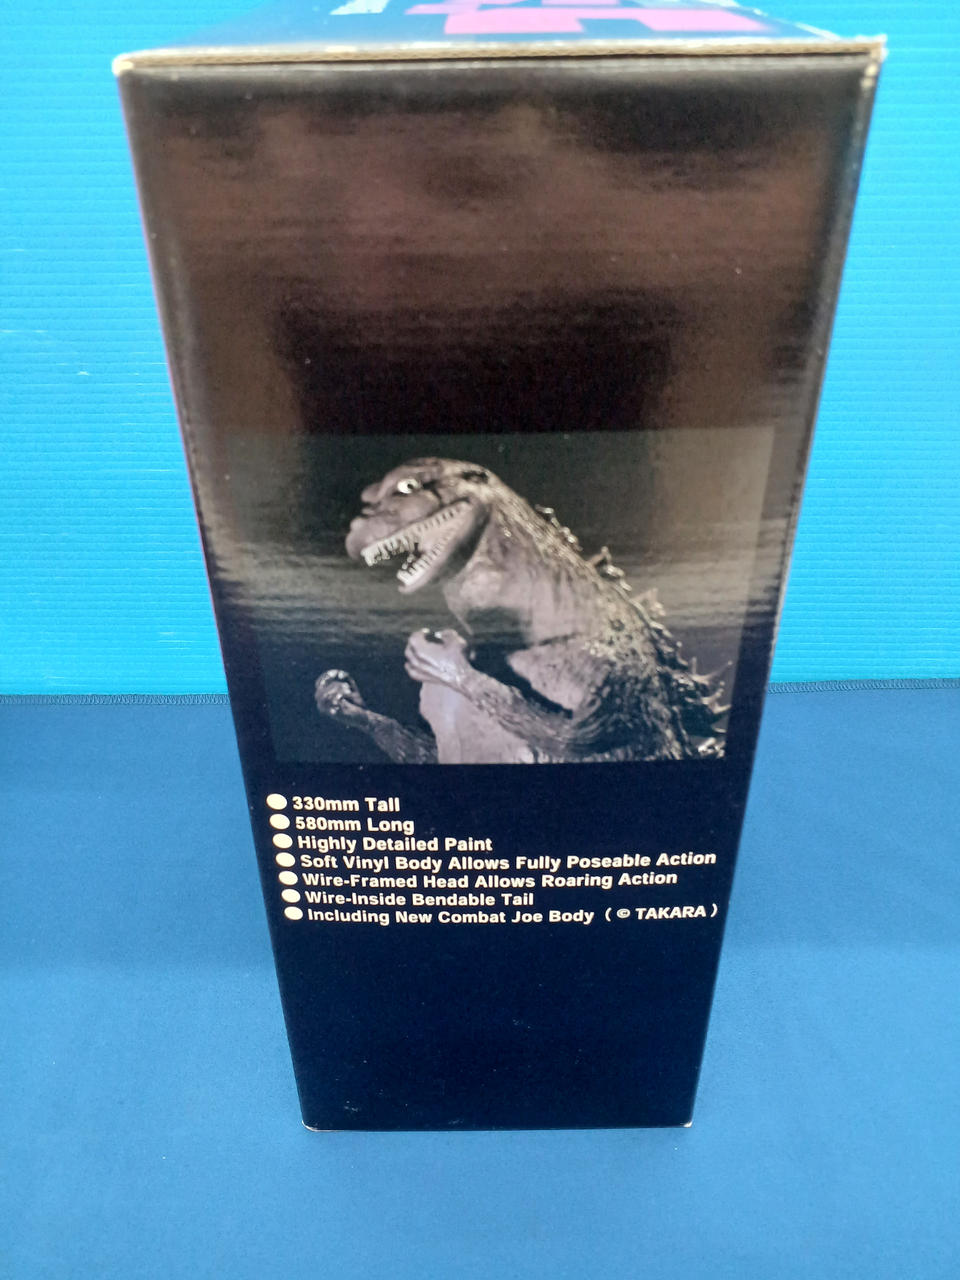 ● 330mm Tall
● 580mm Long
● Highly Detailed Paint
● Soft Vinyl Body Allows Fully Poseable Action
● Wire-Framed Head Allows Roaring Action
● Wire-Inside Bendable Tail
● Including New Combat Joe Body ( © TAKARA )